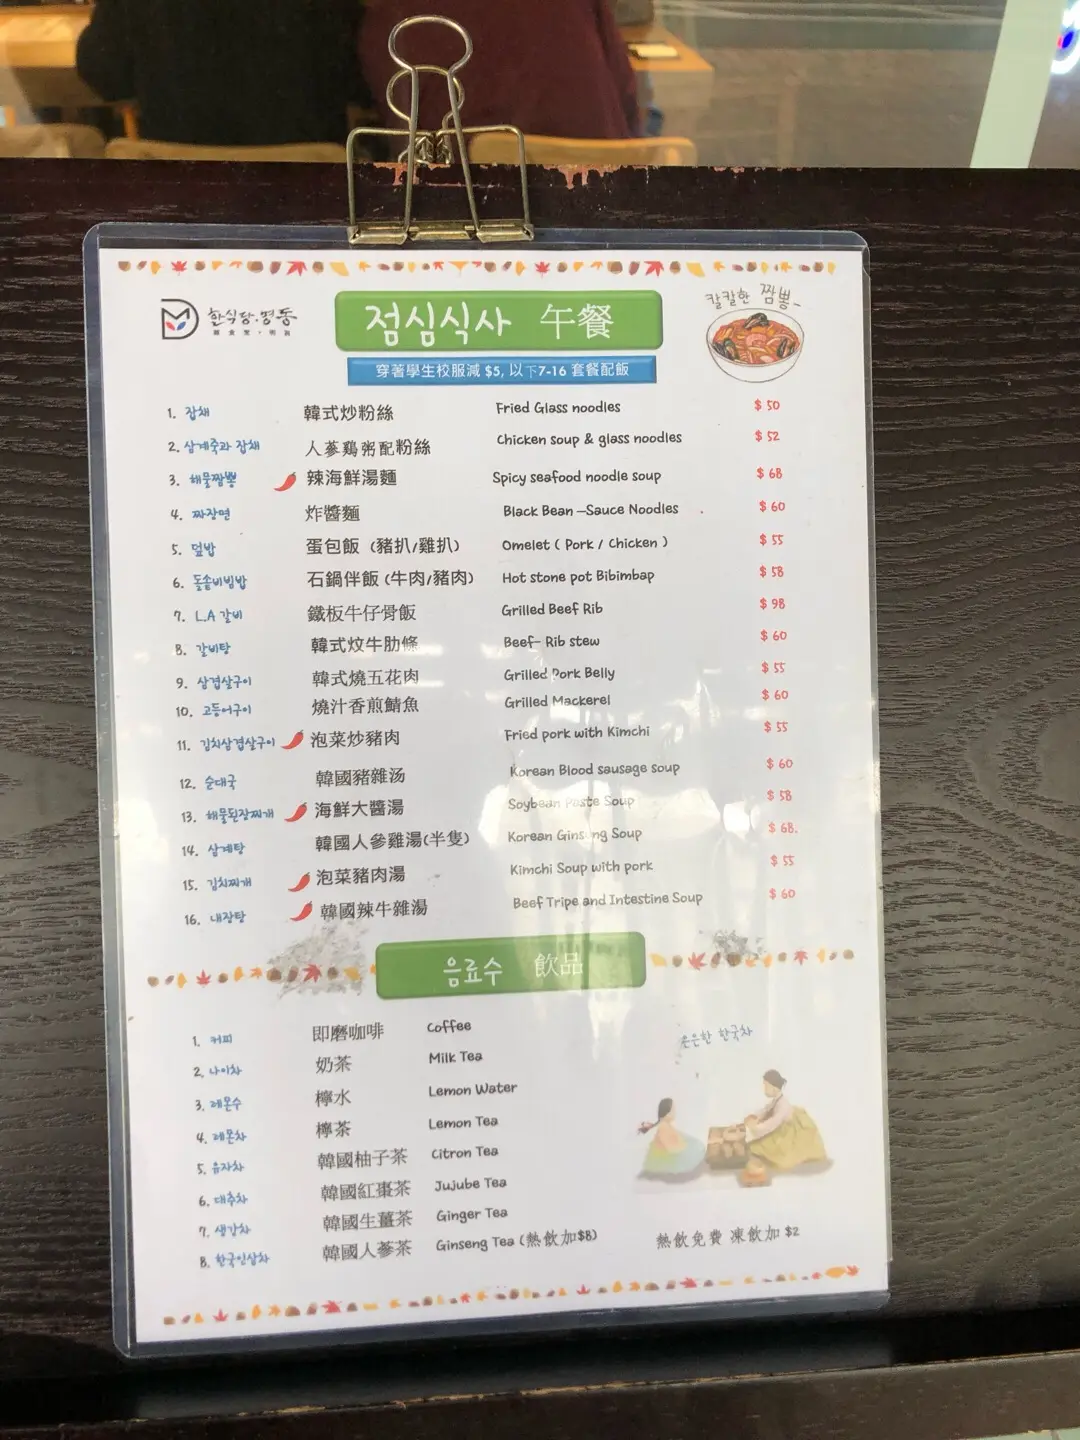 한식당.명동
韓食堂·明洞
점심식사 午餐
칼칼한 짬뽕~
穿著學生校服減 $5, 以下7-16 套餐配飯
1. 잡채 韓式炒粉絲 Fried Glass noodles $ 50
2. 삼계죽과 잡채 人蔘鷄粥配粉絲 Chicken soup & glass noodles $ 52
3. 해물짬뽕 辣海鮮湯麵 Spicy seafood noodle soup $ 68
4. 짜장면 炸醬麵 Black Bean –Sauce Noodles $ 60
5. 덮밥 蛋包飯 (豬扒/雞扒) Omelet ( Pork / Chicken ) $ 55
6. 돌솥비빔밥 石鍋伴飯 (牛肉/豬肉) Hot stone pot Bibimbap $ 58
7. L.A 갈비 鐵板牛仔骨飯 Grilled Beef Rib $ 98
8. 갈비탕 韓式炆牛肋條 Beef- Rib stew $ 60
9. 삼겹살구이 韓式燒五花肉 Grilled Pork Belly $ 55
10. 고등어구이 燒汁香煎鯖魚 Grilled Mackerel $ 60
11. 김치삼겹살구이 泡菜炒豬肉 Fried pork with Kimchi $ 55
12. 순대국 韓國豬雜汤 Korean Blood sausage soup $ 60
13. 해물된장찌개 海鮮大醬湯 Soybean Paste Soup $ 58
14. 삼계탕 韓國人參雞湯(半隻) Korean Ginseng Soup $ 68.
15. 김치찌개 泡菜豬肉湯 Kimchi Soup with pork $ 55
16. 내장탕 韓國辣牛雜湯 Beef Tripe and Intestine Soup $ 60
음료수 飲品
은은한 한국차
1. 커피 即磨咖啡 Coffee
2. 나이차 奶茶 Milk Tea
3. 레몬수 檸水 Lemon Water
4. 레몬차 檸茶 Lemon Tea
5. 유자차 韓國柚子茶 Citron Tea
6. 대추차 韓國紅棗茶 Jujube Tea
7. 생강차 韓國生薑茶 Ginger Tea
8. 한국인삼차 韓國人蔘茶 Ginseng Tea (熱飲加$8)
熱飲免費 凍飲加 $2